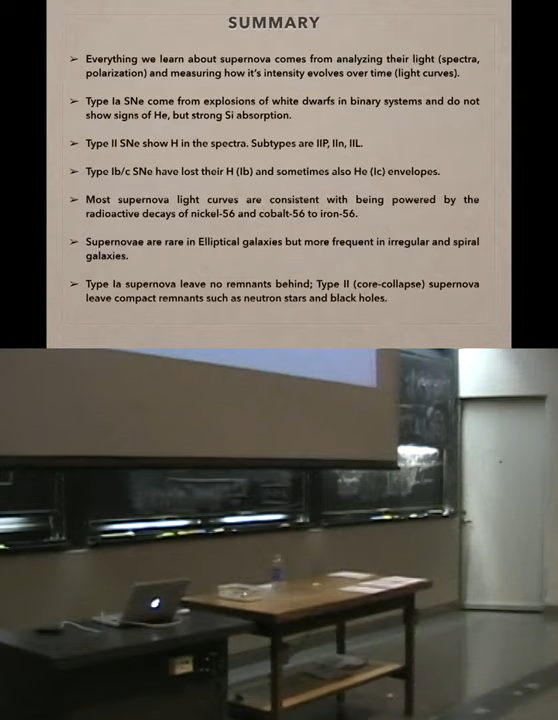 SUMMARY
➢ Everything we learn about supernova comes from analyzing their light (spectra,
polarization) and measuring how it's intensity evolves over time (light curves).
➢ Type Ia SNe come from explosions of white dwarfs in binary systems and do not
show signs of He, but strong Si absorption.
➢ Type II SNe show H in the spectra. Subtypes are IIP, IIn, IIL.
➢ Type Ib/c SNe have lost their H (Ib) and sometimes also He (Ic) envelopes.
➢ Most supernova light curves are consistent with being powered by the
radioactive decays of nickel-56 and cobalt-56 to iron-56.
➢ Supernovae are rare in Elliptical galaxies but more frequent in irregular and spiral
galaxies.
➢ Type Ia supernova leave no remnants behind; Type II (core-collapse) supernova
leave compact remnants such as neutron stars and black holes.